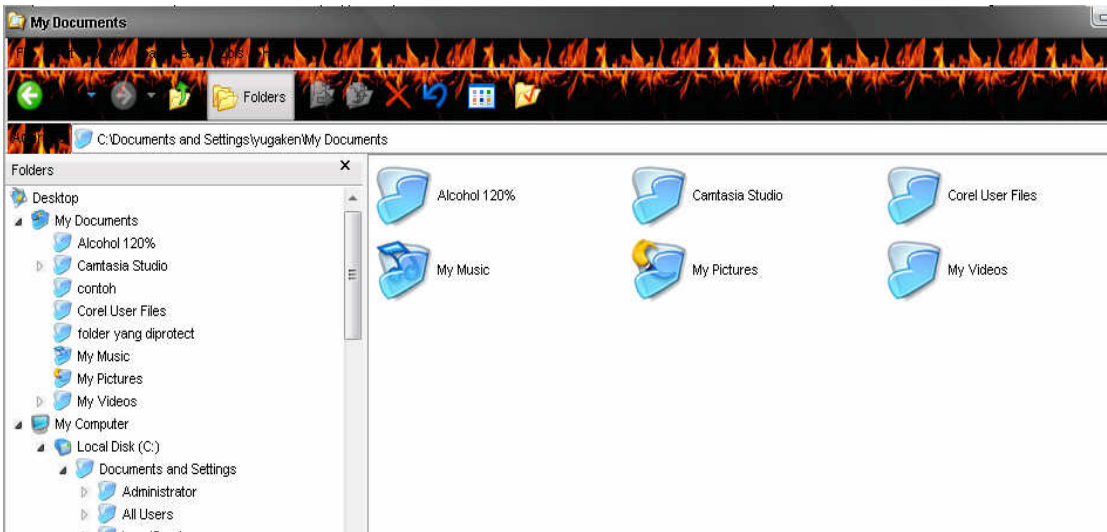 My Documents
Folders
C:\Documents and Settings\yugaken\My Documents
Folders
Desktop
My Documents
Alcohol 120%
Camtasia Studio
contoh
Corel User Files
folder yang diprotect
My Music
My Pictures
My Videos
My Computer
Local Disk (C:)
Documents and Settings
Administrator
All Users
Alcohol 120%
Camtasia Studio
Corel User Files
My Music
My Pictures
My Videos